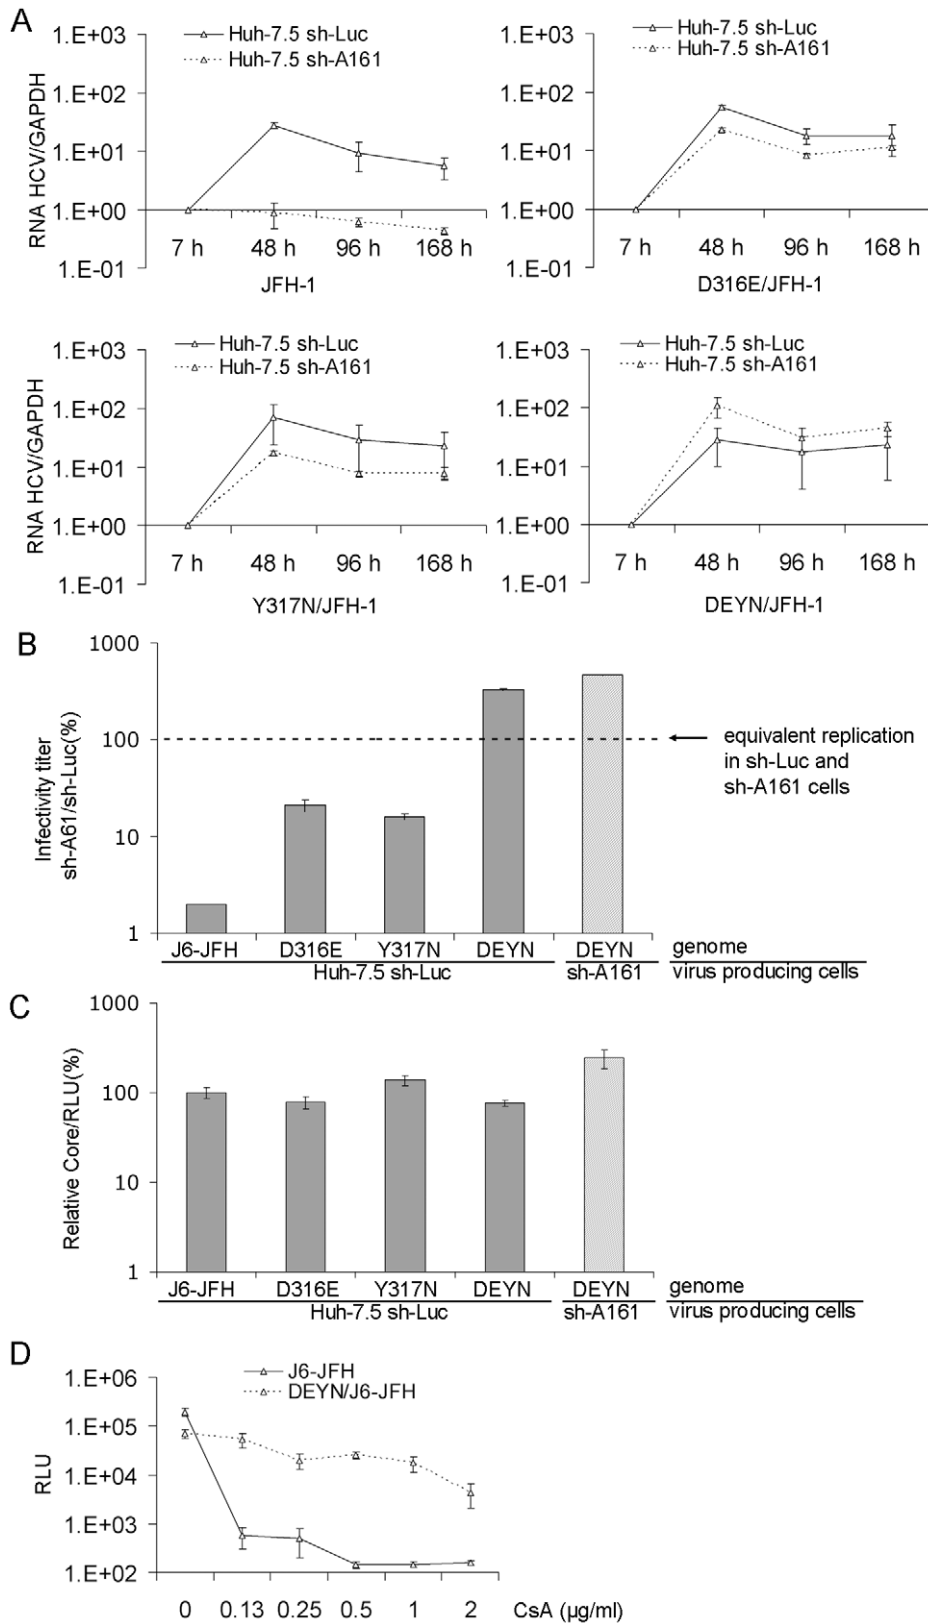 A
1.E+03
1.E+02
1.E+01
1.E+00
1.E-01
RNA HCV/GAPDH
Huh-7.5 sh-Luc
Huh-7.5 sh-A161
7 h 48 h 96 h 168 h
JFH-1
1.E+03
1.E+02
1.E+01
1.E+00
1.E-01
Huh-7.5 sh-Luc
Huh-7.5 sh-A161
7 h 48 h 96 h 168 h
D316E/JFH-1
1.E+03
1.E+02
1.E+01
1.E+00
1.E-01
RNA HCV/GAPDH
Huh-7.5 sh-Luc
Huh-7.5 sh-A161
7 h 48 h 96 h 168 h
Y317N/JFH-1
1.E+03
1.E+02
1.E+01
1.E+00
1.E-01
Huh-7.5 sh-Luc
Huh-7.5 sh-A161
7 h 48 h 96 h 168 h
DEYN/JFH-1
B
1000
100
10
1
Infectivity titer
sh-A61/sh-Luc(%)
equivalent replication
in sh-Luc and
sh-A161 cells
J6-JFH D316E Y317N DEYN DEYN genome
Huh-7.5 sh-Luc sh-A161 virus producing cells
C
1000
100
10
1
Relative Core/RLU(%)
J6-JFH D316E Y317N DEYN DEYN genome
Huh-7.5 sh-Luc sh-A161 virus producing cells
D
1.E+06
1.E+05
1.E+04
1.E+03
1.E+02
RLU
J6-JFH
DEYN/J6-JFH
0 0.13 0.25 0.5 1 2 CsA (µg/ml)